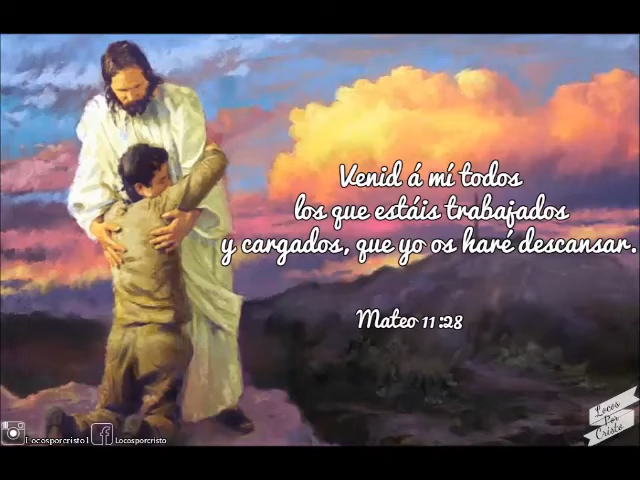 Venid á mí todos
los que estáis trabajados
y cargados, que yo os haré descansar.
Mateo 11:28
Locosporcristo1
Locosporcristo
Locos
Por
Cristo